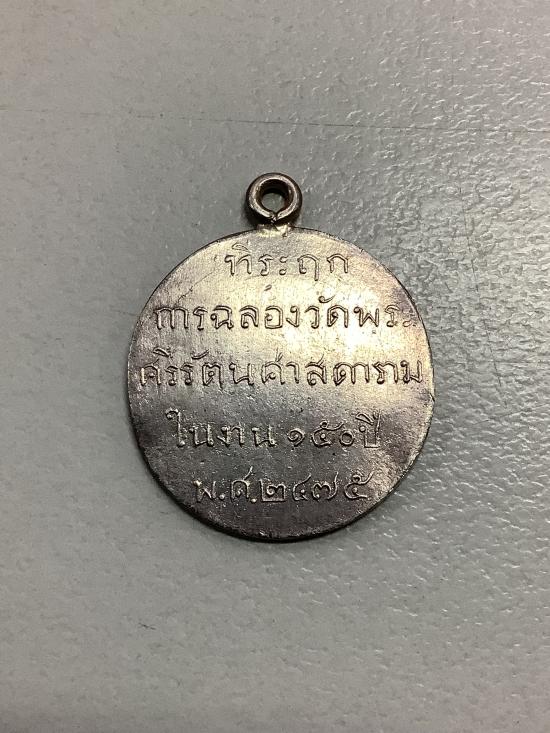 ที่ระฤก
การฉลองวัดพระ
ศรีรัตนศาสดาราม
ในงาน ๑๕๐ ปี
พ.ศ.๒๔๗๕